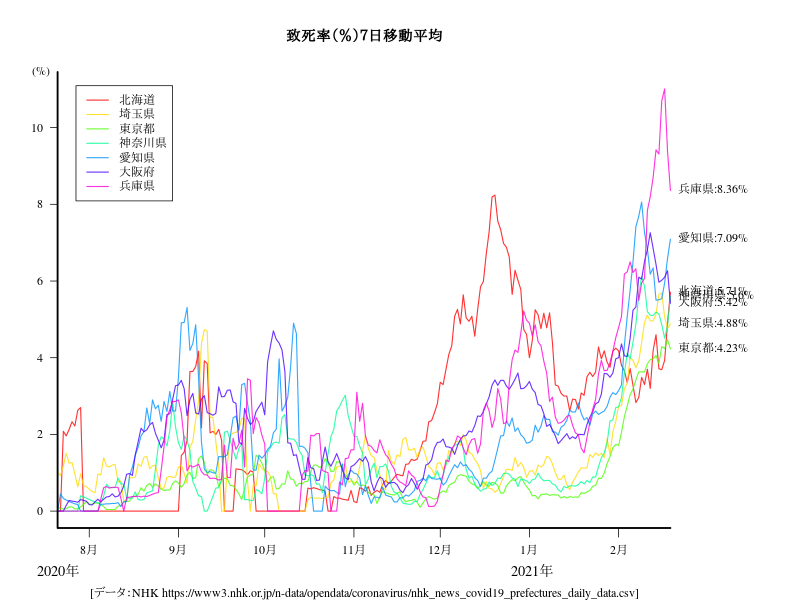 致死率(%)7日移動平均
(%)
10
8
6
4
2
0
北海道
埼玉県
東京都
神奈川県
愛知県
大阪府
兵庫県
兵庫県:8.36%
愛知県:7.09%
北海道:5.71%
大阪府:5.42%
埼玉県:4.88%
東京都:4.23%
8月 9月 10月 11月 12月 1月 2月
2020年 2021年
[データ:NHK https://www3.nhk.or.jp/n-data/opendata/coronavirus/nhk_news_covid19_prefectures_daily_data.csv]